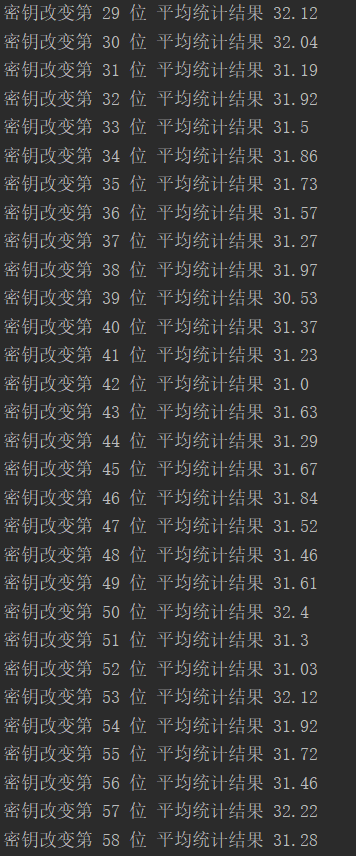 密钥改变第 29 位 平均统计结果 32.12
密钥改变第 30 位 平均统计结果 32.04
密钥改变第 31 位 平均统计结果 31.19
密钥改变第 32 位 平均统计结果 31.92
密钥改变第 33 位 平均统计结果 31.5
密钥改变第 34 位 平均统计结果 31.86
密钥改变第 35 位 平均统计结果 31.73
密钥改变第 36 位 平均统计结果 31.57
密钥改变第 37 位 平均统计结果 31.27
密钥改变第 38 位 平均统计结果 31.97
密钥改变第 39 位 平均统计结果 30.53
密钥改变第 40 位 平均统计结果 31.37
密钥改变第 41 位 平均统计结果 31.23
密钥改变第 42 位 平均统计结果 31.0
密钥改变第 43 位 平均统计结果 31.63
密钥改变第 44 位 平均统计结果 31.29
密钥改变第 45 位 平均统计结果 31.67
密钥改变第 46 位 平均统计结果 31.84
密钥改变第 47 位 平均统计结果 31.52
密钥改变第 48 位 平均统计结果 31.46
密钥改变第 49 位 平均统计结果 31.61
密钥改变第 50 位 平均统计结果 32.4
密钥改变第 51 位 平均统计结果 31.3
密钥改变第 52 位 平均统计结果 31.03
密钥改变第 53 位 平均统计结果 32.12
密钥改变第 54 位 平均统计结果 31.92
密钥改变第 55 位 平均统计结果 31.72
密钥改变第 56 位 平均统计结果 31.46
密钥改变第 57 位 平均统计结果 32.22
密钥改变第 58 位 平均统计结果 31.28